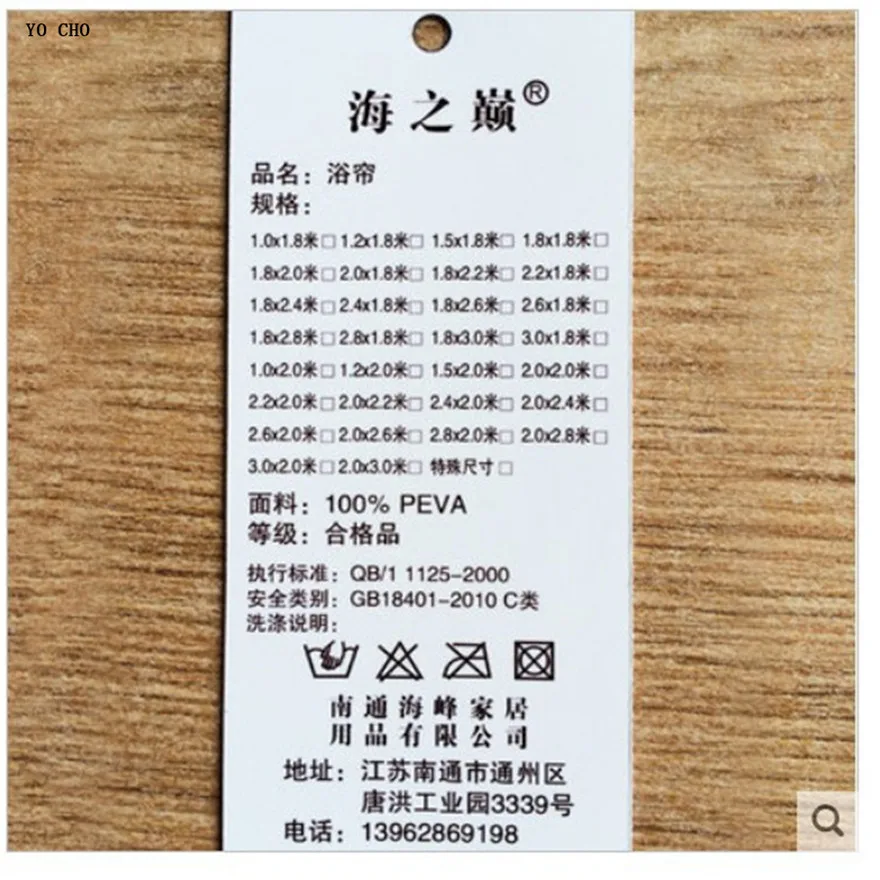 YO CHO
海之巅®
品名：浴帘
规格：
1.0x1.8米□ 1.2x1.8米□ 1.5x1.8米□ 1.8x1.8米□
1.8x2.0米□ 2.0x1.8米□ 1.8x2.2米□ 2.2x1.8米□
1.8x2.4米□ 2.4x1.8米□ 1.8x2.6米□ 2.6x1.8米□
1.8x2.8米□ 2.8x1.8米□ 1.8x3.0米□ 3.0x1.8米□
1.0x2.0米□ 1.2x2.0米□ 1.5x2.0米□ 2.0x2.0米□
2.2x2.0米□ 2.0x2.2米□ 2.4x2.0米□ 2.0x2.4米□
2.6x2.0米□ 2.0x2.6米□ 2.8x2.0米□ 2.0x2.8米□
3.0x2.0米□ 2.0x3.0米□ 特殊尺寸□
面料：100% PEVA
等级：合格品
执行标准：QB/1 1125-2000
安全类别：GB18401-2010 C类
洗涤说明：
南通海峰家居
用品有限公司
地址：江苏南通市通州区
唐洪工业园3339号
电话：13962869198